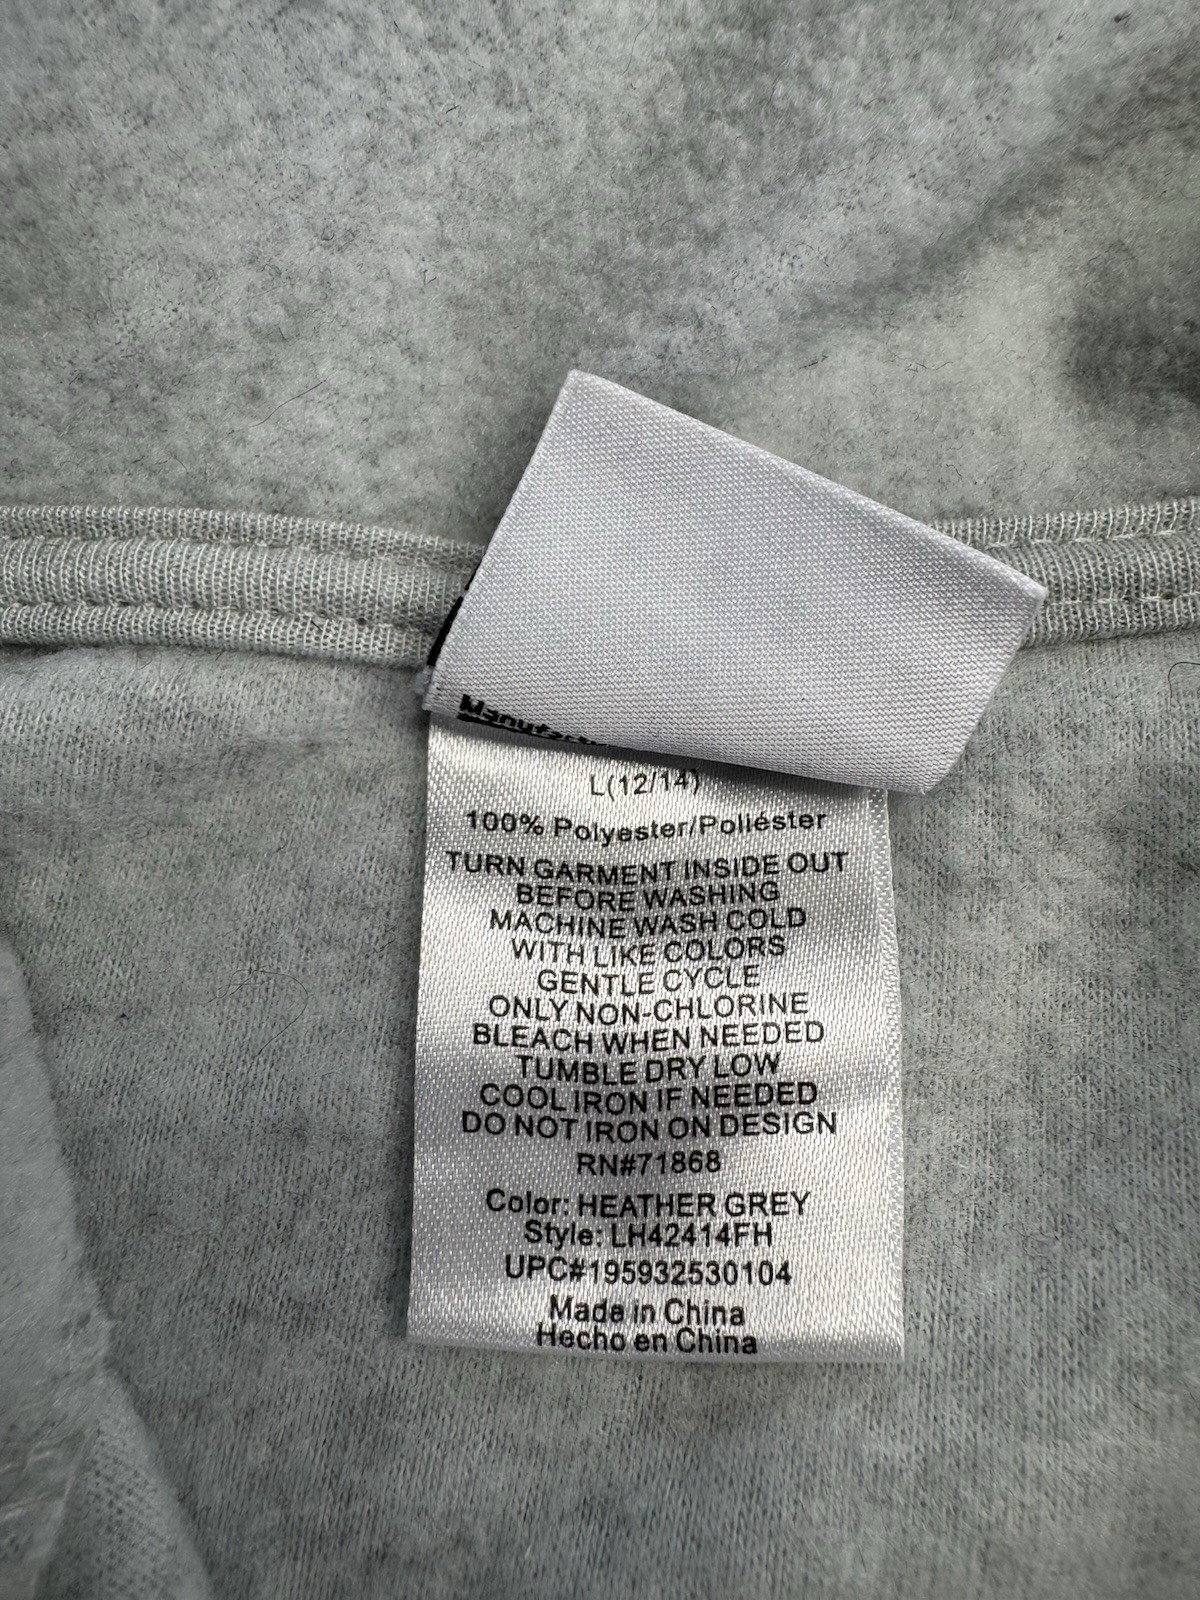 L(12/14)
100% Polyester/Poliéster
TURN GARMENT INSIDE OUT
BEFORE WASHING
MACHINE WASH COLD
WITH LIKE COLORS
GENTLE CYCLE
ONLY NON-CHLORINE
BLEACH WHEN NEEDED
TUMBLE DRY LOW
COOL IRON IF NEEDED
DO NOT IRON ON DESIGN
RN#71868
Color: HEATHER GREY
Style: LH42414FH
UPC#195932530104
Made in China
Hecho en China